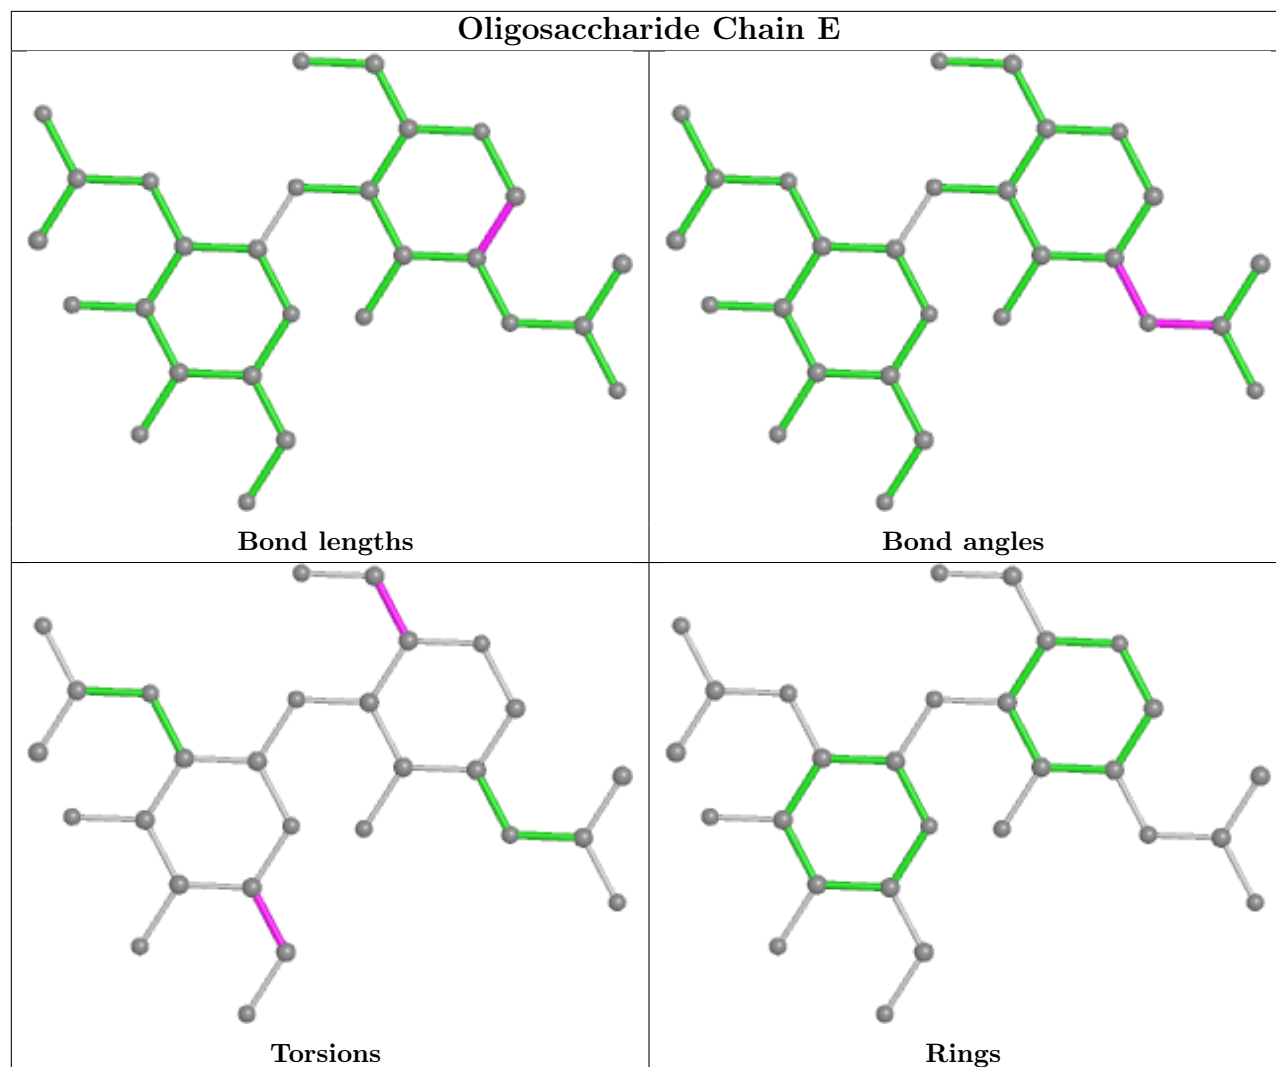 Oligosaccharide Chain E
Bond lengths
Bond angles
Torsions
Rings